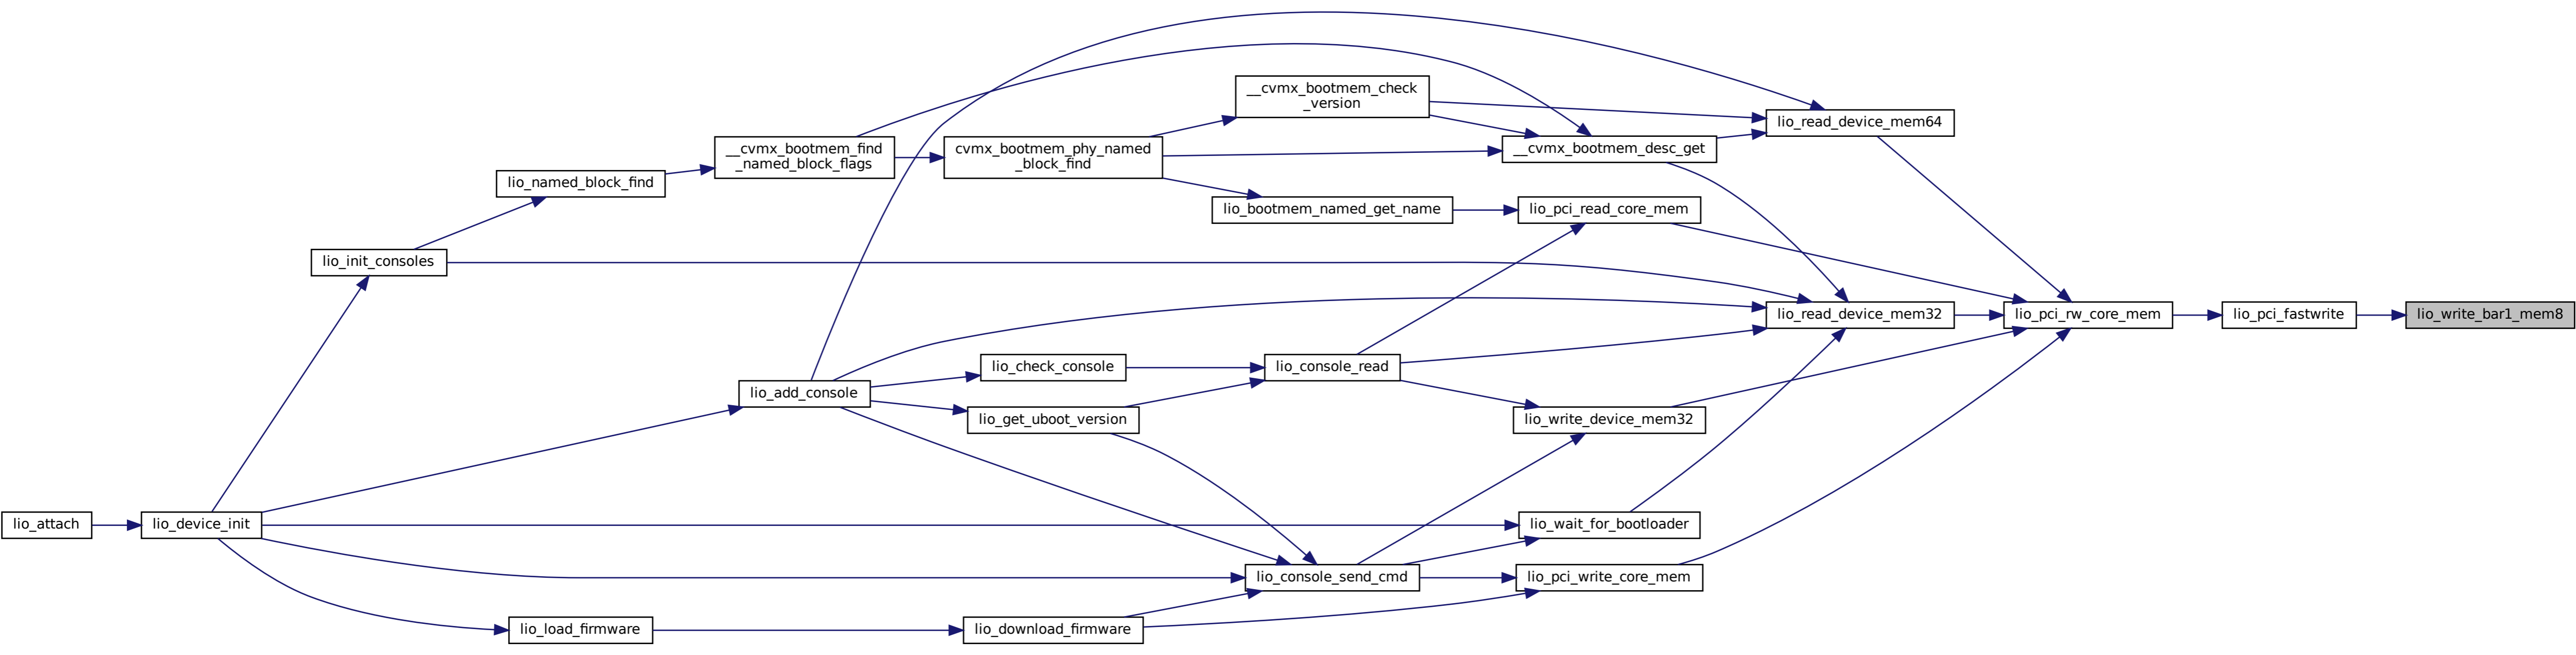 __cvmx_bootmem_check
_version
lio_read_device_mem64
__cvmx_bootmem_find
_named_block_flags
cvmx_bootmem_phy_named
_block_find
__cvmx_bootmem_desc_get
lio_named_block_find
lio_bootmem_named_get_name
lio_pci_read_core_mem
lio_init_consoles
lio_read_device_mem32
lio_pci_rw_core_mem
lio_pci_fastwrite
lio_write_bar1_mem8
lio_check_console
lio_console_read
lio_add_console
lio_get_uboot_version
lio_write_device_mem32
lio_attach
lio_device_init
lio_wait_for_bootloader
lio_console_send_cmd
lio_pci_write_core_mem
lio_load_firmware
lio_download_firmware